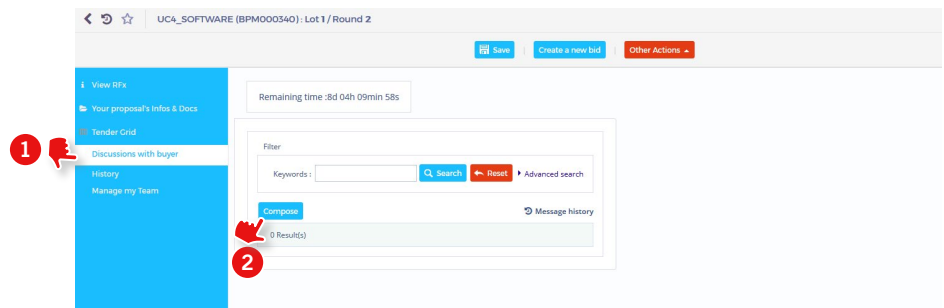 UC4_SOFTWARE (BPM000340) : Lot 1 / Round 2
Save
Create a new bid
Other Actions
View RFx
Your proposal's Infos & Docs
Tender Grid
Discussions with buyer
History
Manage my Team
1
Remaining time :8d 04h 09min 58s
Filter
Keywords :
Search
Reset
Advanced search
Compose
Message history
0 Result(s)
2